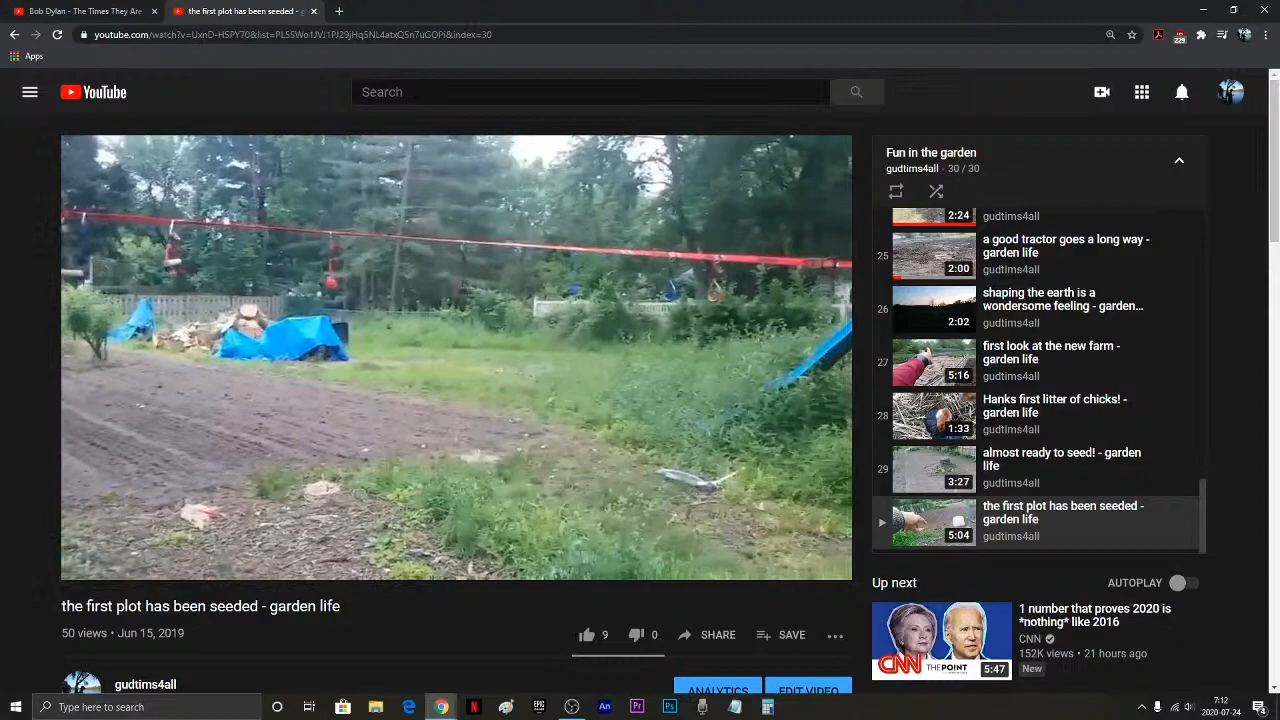 Bob Dylan - The Times They Are
the first plot has been seeded - g
youtube.com/watch?v=UxnD-HSPY70&list=PLSSWo1JVJ1PJ29jHq5NL4atxQ5n7uGOPi&index=30
229
Apps
YouTube
Search
Fun in the garden
gudtims4all - 30 / 30
2:24
gudtims4all
25
2:00
a good tractor goes a long way -
garden life
gudtims4all
26
2:02
shaping the earth is a
wondersome feeling - garden...
gudtims4all
27
5:16
first look at the new farm -
garden life
gudtims4all
28
1:33
Hanks first litter of chicks! -
garden life
gudtims4all
29
3:27
almost ready to seed! - garden
life
gudtims4all
5:04
the first plot has been seeded -
garden life
gudtims4all
Up next
AUTOPLAY
CNN THE POINT
5:47
1 number that proves 2020 is
*nothing* like 2016
CNN
152K views • 21 hours ago
New
the first plot has been seeded - garden life
50 views • Jun 15, 2019
9
0
SHARE
SAVE
gudtims4all
ANALYTICS
EDIT VIDEO
Type here to search
N
EPIC
An
Pr
Ps
7:12
2020-07-24
3